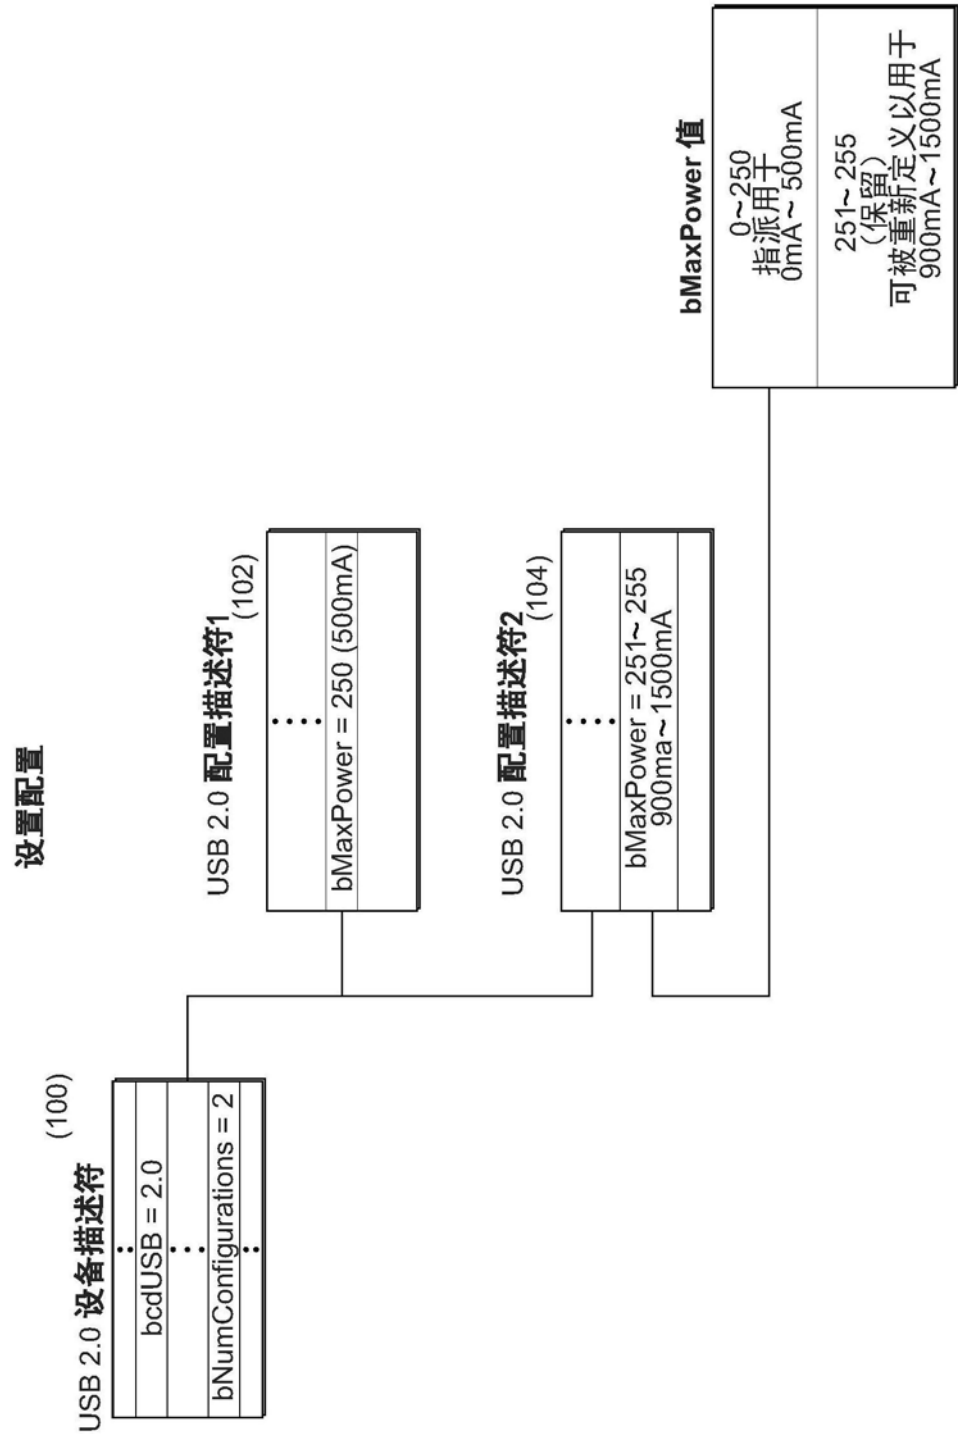 设置配置
USB 2.0 设备描述符
(100)
bcdUSB = 2.0
bNumConfigurations = 2
USB 2.0 配置描述符1
(102)
bMaxPower = 250 (500mA)
USB 2.0 配置描述符2
(104)
bMaxPower = 251~ 255
900ma~1500mA
bMaxPower 值
0~250
指派用于
0mA~ 500mA
251~ 255
(保留)
可被重新定义以用于
900mA~1500mA